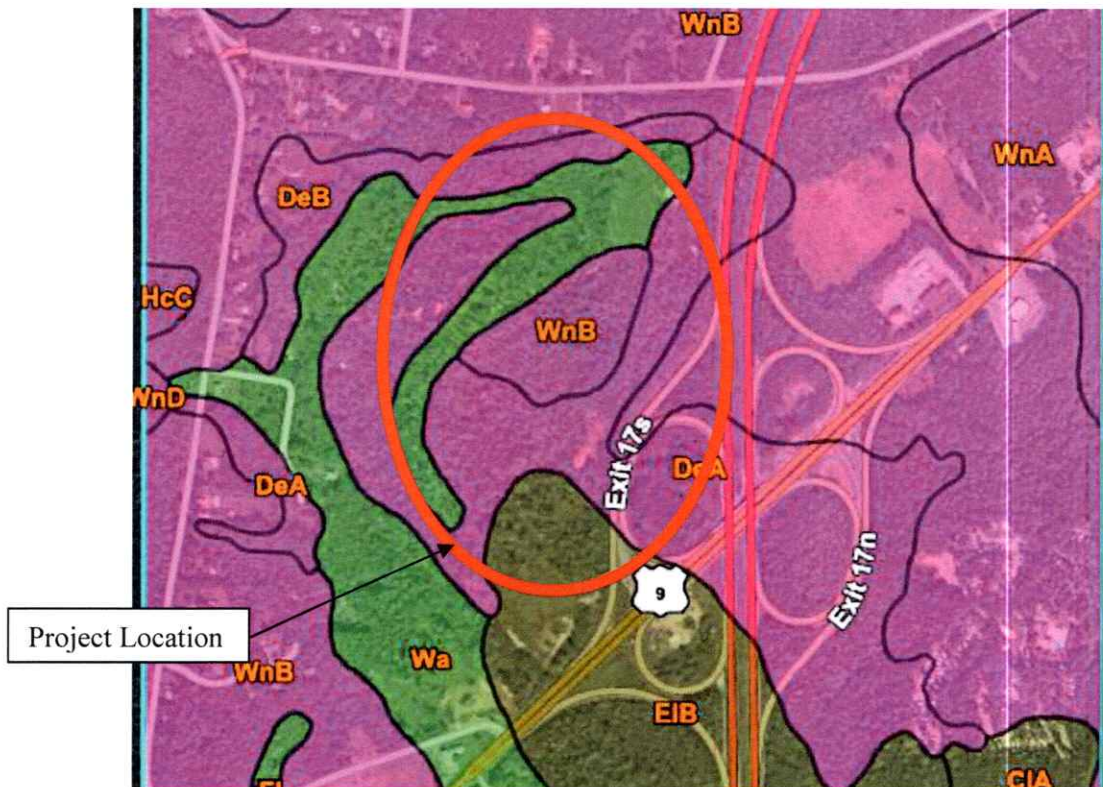 WnB
WnA
DeB
HcC
WnB
WnD
Exit 17s
DeA
DeA
Exit 17n
9
Project Location
Wa
WnB
ElB
ClA